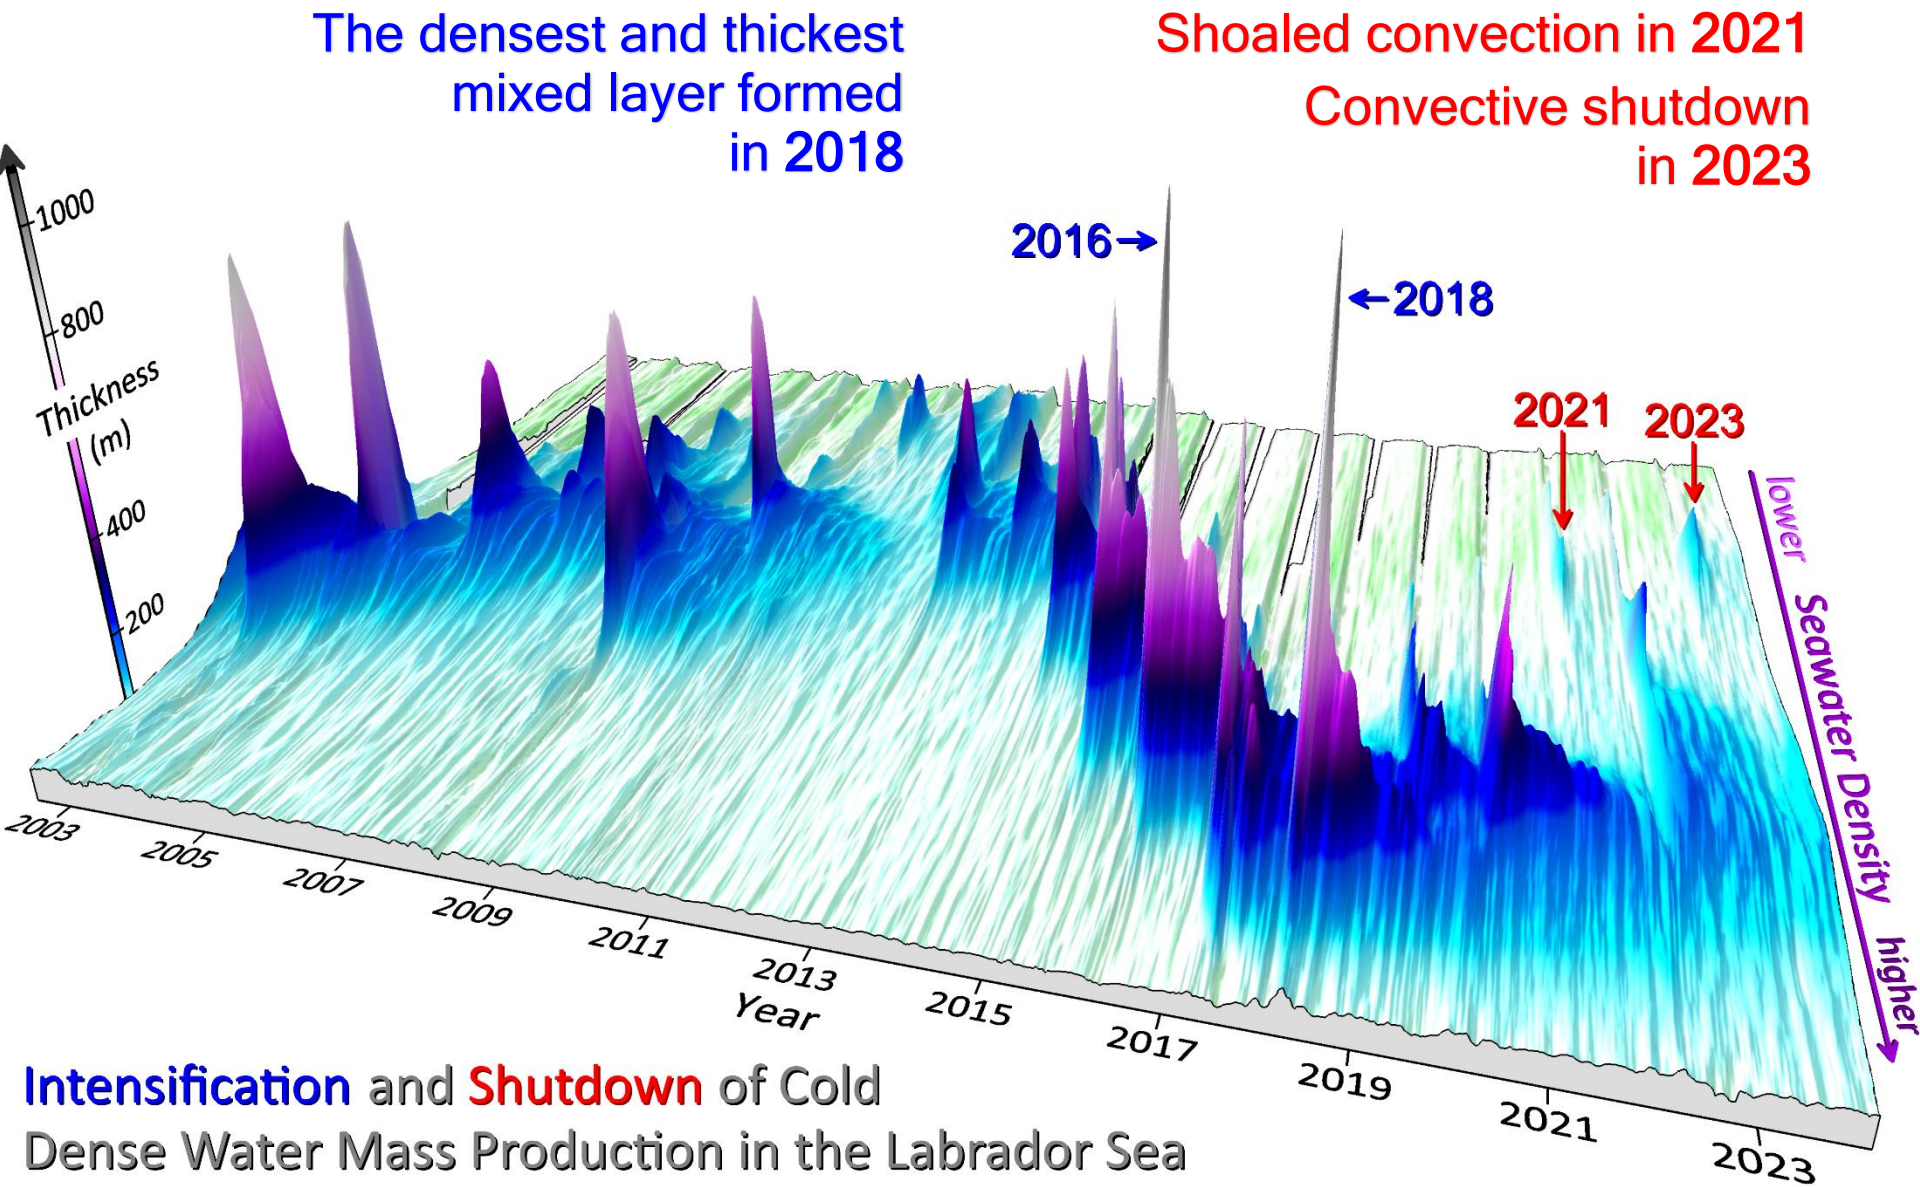 The densest and thickest
mixed layer formed
in 2018
Shoaled convection in 2021
Convective shutdown
in 2023
1000
800
Thickness
(m)
400
200
2016
2018
2021
2023
lower
Seawater Density
higher
2003
2005
2007
2009
2011
2013
2015
2017
2019
2021
2023
Year
Intensification and Shutdown of Cold
Dense Water Mass Production in the Labrador Sea